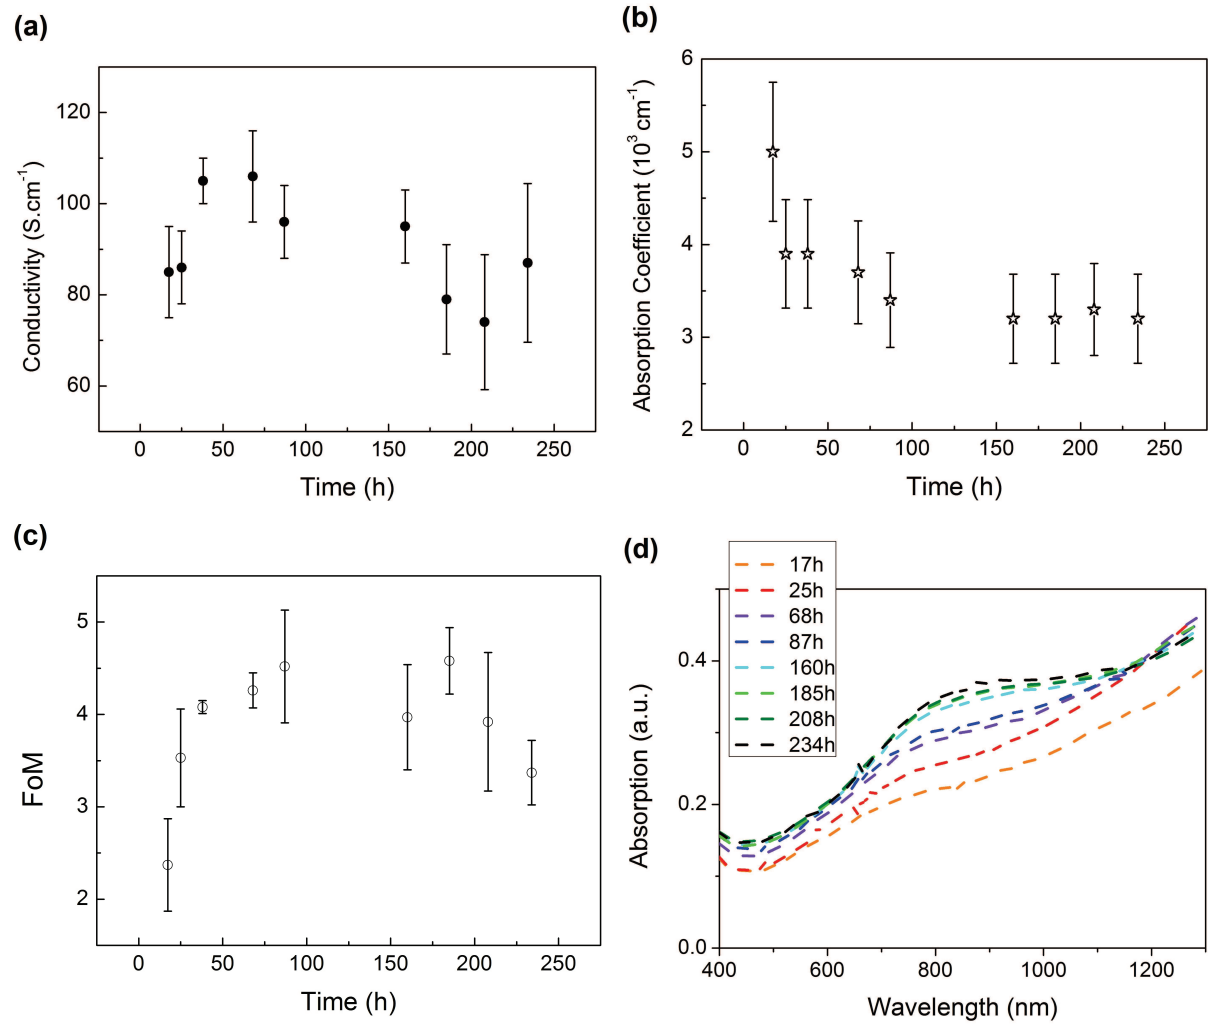 (a)
120
100
80
60
Conductivity (S.cm⁻¹)
0 50 100 150 200 250
Time (h)
(b)
6
5
4
3
2
Absorption Coefficient (10³ cm⁻¹)
0 50 100 150 200 250
Time (h)
(c)
5
4
3
2
FoM
0 50 100 150 200 250
Time (h)
(d)
17h
25h
68h
87h
160h
185h
208h
234h
0.4
0.2
0.0
Absorption (a.u.)
400 600 800 1000 1200
Wavelength (nm)